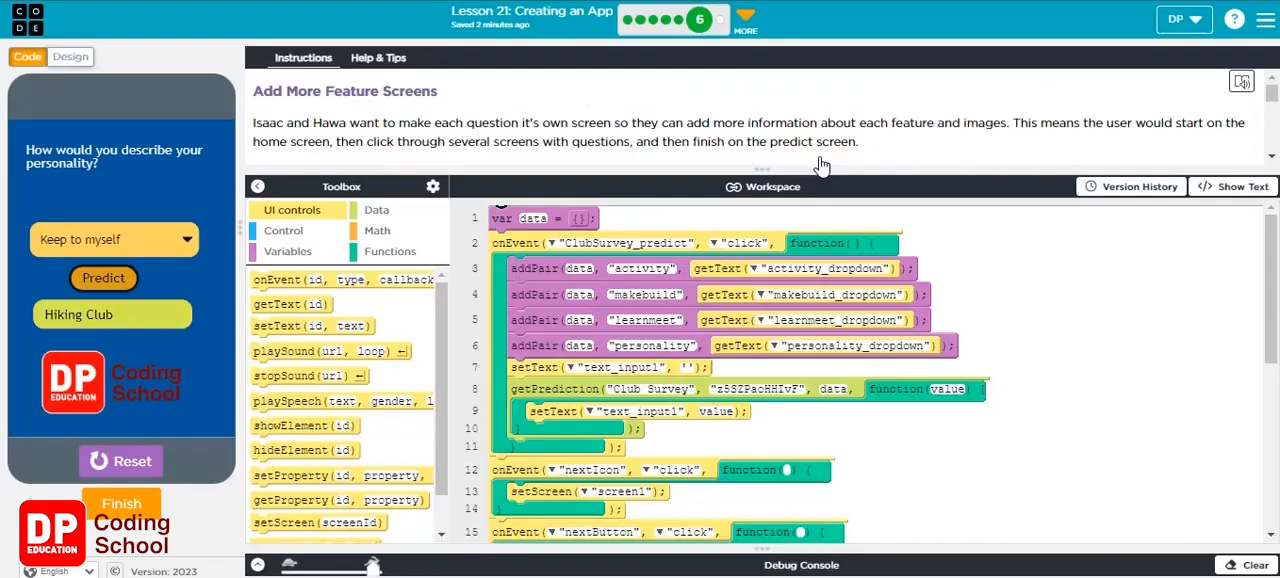 C O
D E
Lesson 21: Creating an App
Saved 2 minutes ago
6
MORE
DP
?
Code
Design
Instructions
Help & Tips
Add More Feature Screens
Isaac and Hawa want to make each question it's own screen so they can add more information about each feature and images. This means the user would start on the
home screen, then click through several screens with questions, and then finish on the predict screen.
How would you describe your
personality?
Keep to myself
Predict
Hiking Club
DP
EDUCATION
Coding
School
Reset
Finish
DP
EDUCATION
Coding
School
English
Version: 2023
Toolbox
Workspace
Version History
</> Show Text
UI controls
Data
Control
Math
Variables
Functions
onEvent(id, type, callback
getText(id)
setText(id, text)
playSound(url, loop)
stopSound(url)
playSpeech(text, gender, l
showElement(id)
hideElement(id)
setProperty(id, property,
getProperty(id, property)
setScreen(screenId)
1 var data = {};
2 onEvent(▼"ClubSurvey_predict", ▼"click", function() {
3 addPair(data, "activity", getText(▼"activity_dropdown"));
4 addPair(data, "makebuild", getText(▼"makebuild_dropdown"));
5 addPair(data, "learnmeet", getText(▼"learnmeet_dropdown"));
6 addPair(data, "personality", getText(▼"personality_dropdown"));
7 setText(▼"text_input1", '');
8 getPrediction("Club Survey", "z5SZPaoHHIvF", data, function(value) {
9 setText(▼"text_input1", value);
10 });
11 });
12 onEvent(▼"nextIcon", ▼"click", function() {
13 setScreen(▼"screen1");
14 });
15 onEvent(▼"nextButton", ▼"click", function() {
Debug Console
Clear